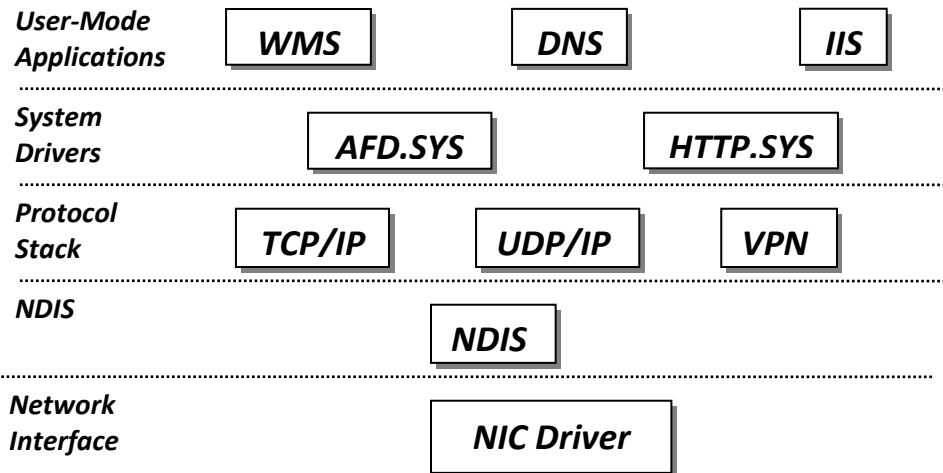 User-Mode
Applications
WMS
DNS
IIS
System
Drivers
AFD.SYS
HTTP.SYS
Protocol
Stack
TCP/IP
UDP/IP
VPN
NDIS
NDIS
Network
Interface
NIC Driver